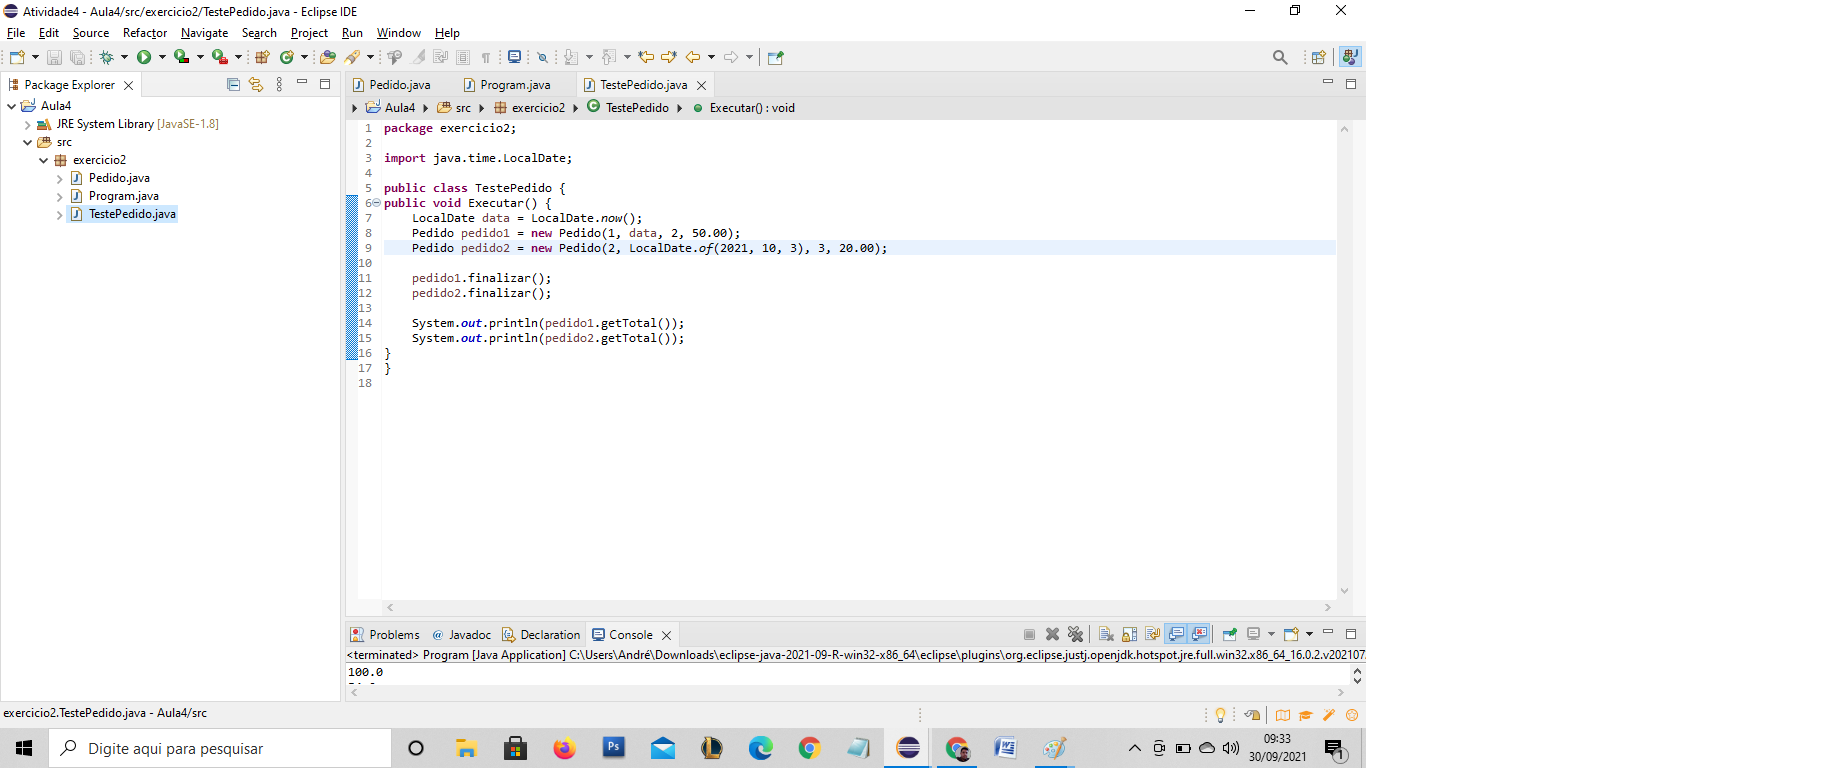 Atividade4 - Aula4/src/exercicio2/TestePedido.java - Eclipse IDE
File Edit Source Refactor Navigate Search Project Run Window Help
Package Explorer
Aula4
JRE System Library [JavaSE-1.8]
src
exercicio2
Pedido.java
Program.java
TestePedido.java
Pedido.java Program.java TestePedido.java
Aula4 src exercicio2 TestePedido Executar() : void
1 package exercicio2;
2
3 import java.time.LocalDate;
4
5 public class TestePedido {
6 public void Executar() {
7 LocalDate data = LocalDate.now();
8 Pedido pedido1 = new Pedido(1, data, 2, 50.00);
9 Pedido pedido2 = new Pedido(2, LocalDate.of(2021, 10, 3), 3, 20.00);
10
11 pedido1.finalizar();
12 pedido2.finalizar();
13
14 System.out.println(pedido1.getTotal());
15 System.out.println(pedido2.getTotal());
16 }
17 }
18
Problems @ Javadoc Declaration Console
<terminated> Program [Java Application] C:\Users\André\Downloads\eclipse-java-2021-09-R-win32-x86_64\eclipse\plugins\org.eclipse.justj.openjdk.hotspot.jre.full.win32.x86_64_16.0.2.v202107
100.0
exercicio2.TestePedido.java - Aula4/src
Digite aqui para pesquisar
Ps
09:33
30/09/2021
1